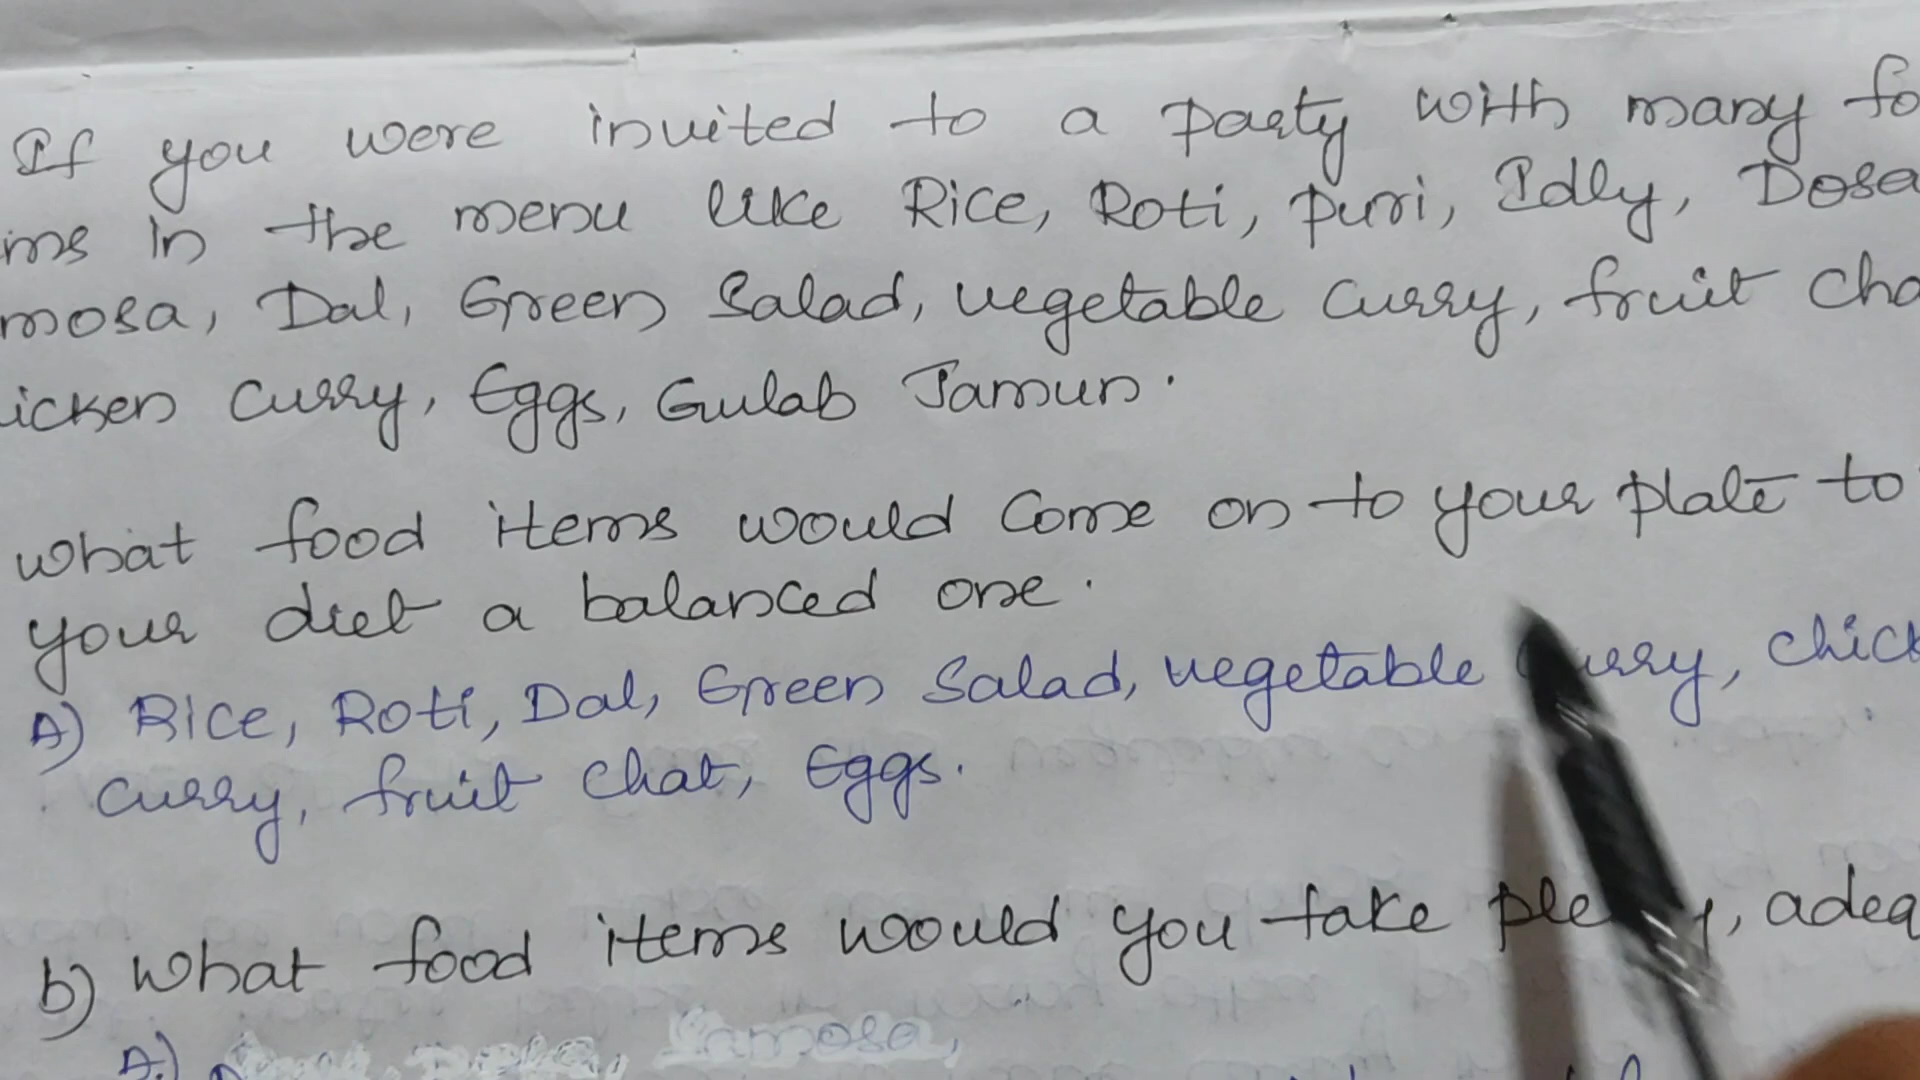 If you were invited to a party with many fo
ms in the menu like Rice, Roti, puri, Idly, Dosa
mosa, Dal, Green Salad, vegetable curry, fruit cha
icken curry, Eggs, Gulab Jamun.
what food items would come on to your plate to
your diet a balanced one.
A) Rice, Roti, Dal, Green Salad, vegetable curry, chick
curry, fruit chat, Eggs.
b) what food items would you take adeq
A.) Samosa,